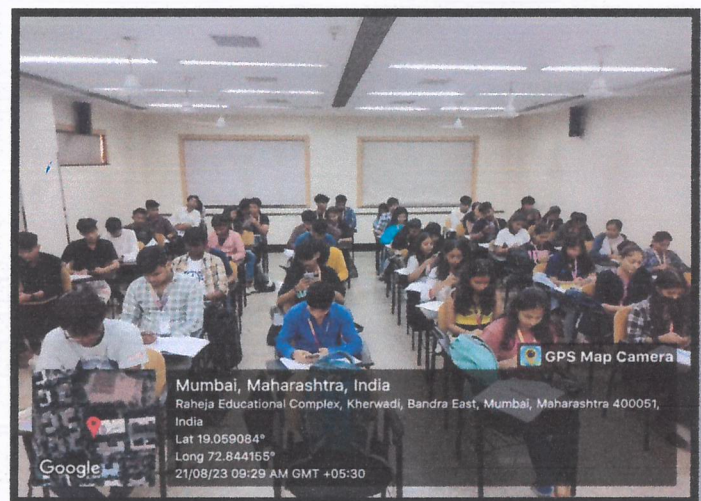 GPS Map Camera
Mumbai, Maharashtra, India
Raheja Educational Complex, Kherwadi, Bandra East, Mumbai, Maharashtra 400051,
India
Lat 19.059084°
Long 72.844155°
21/08/23 09:29 AM GMT +05:30
Google